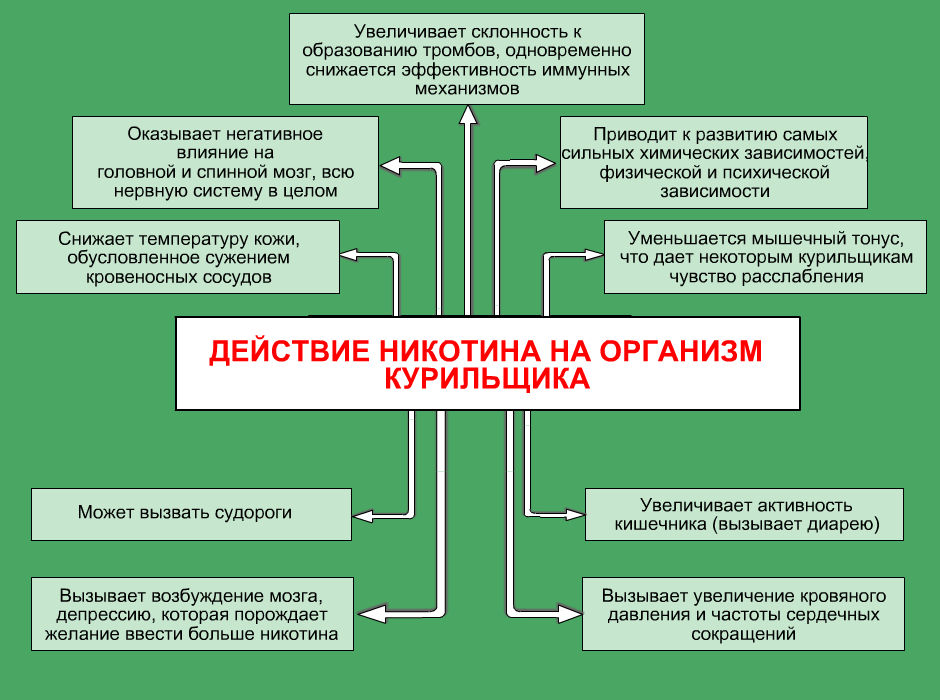 Увеличивает склонность к
образованию тромбов, одновременно
снижается эффективность иммунных
механизмов
Оказывает негативное
влияние на
головной и спинной мозг, всю
нервную систему в целом
Приводит к развитию самых
сильных химических зависимостей,
физической и психической
зависимости
Снижает температуру кожи,
обусловленное сужением
кровеносных сосудов
Уменьшается мышечный тонус,
что дает некоторым курильщикам
чувство расслабления
ДЕЙСТВИЕ НИКОТИНА НА ОРГАНИЗМ
КУРИЛЬЩИКА
Может вызвать судороги
Увеличивает активность
кишечника (вызывает диарею)
Вызывает возбуждение мозга,
депрессию, которая порождает
желание ввести больше никотина
Вызывает увеличение кровяного
давления и частоты сердечных
сокращений